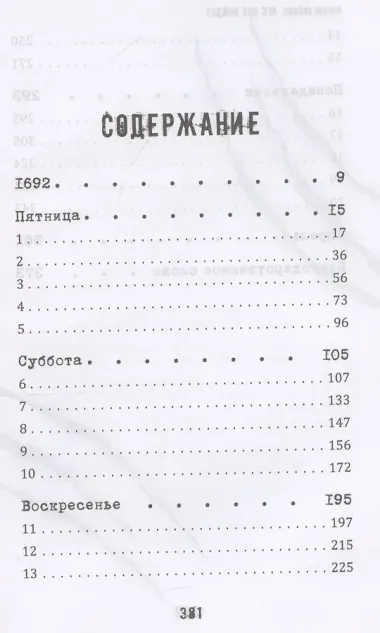 СОДЕРЖАНИЕ
1692. . . . . . . . . . . 9
Пятница. . . . . . . . . . 15
1 . . . . . . . . . . 17
2 . . . . . . . . . . 36
3 . . . . . . . . . . 56
4 . . . . . . . . . . 73
5 . . . . . . . . . . 96
Суббота . . . . . . . . 105
6 . . . . . . . . . . 107
7 . . . . . . . . . . 133
8 . . . . . . . . . . 147
9 . . . . . . . . . . 156
10 . . . . . . . . . . 172
Воскресенье . . . . . . 195
11 . . . . . . . . . . 197
12 . . . . . . . . . . 215
13 . . . . . . . . . . 225
381